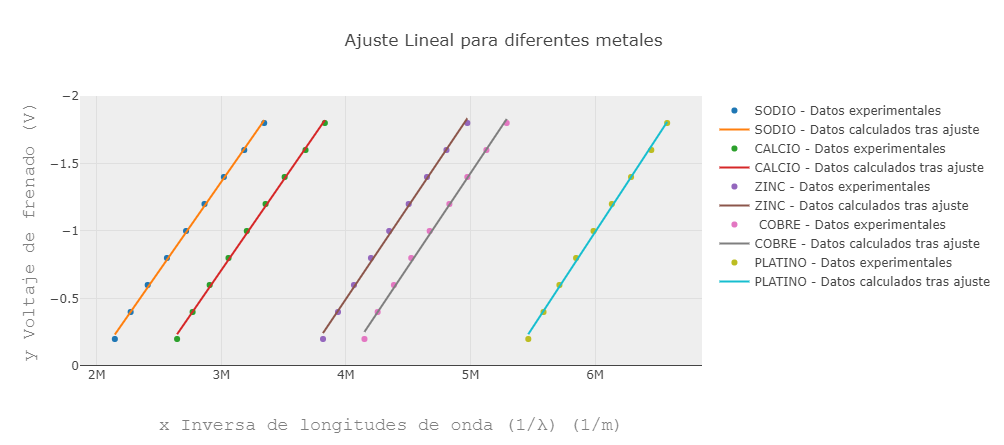 Ajuste Lineal para diferentes metales
y Voltaje de frenado (V)
−2
−1.5
−1
−0.5
0
2M
3M
4M
5M
6M
x Inversa de longitudes de onda (1/λ) (1/m)
SODIO - Datos experimentales
SODIO - Datos calculados tras ajuste
CALCIO - Datos experimentales
CALCIO - Datos calculados tras ajuste
ZINC - Datos experimentales
ZINC - Datos calculados tras ajuste
COBRE - Datos experimentales
COBRE - Datos calculados tras ajuste
PLATINO - Datos experimentales
PLATINO - Datos calculados tras ajuste